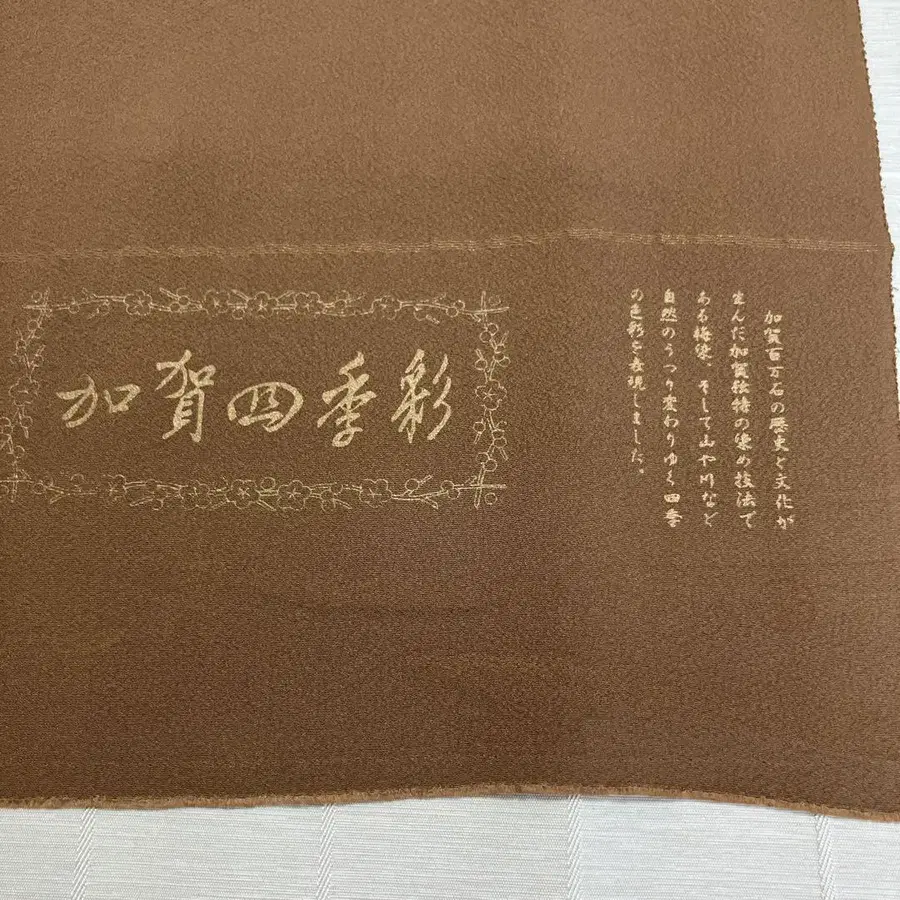 加賀四季彩
加賀百万石の歴史と文化が
生んだ加賀独特の染め技法で
ある梅染、そして山や川など
自然のうつり変わりゆく四季
の色彩を表現しました。